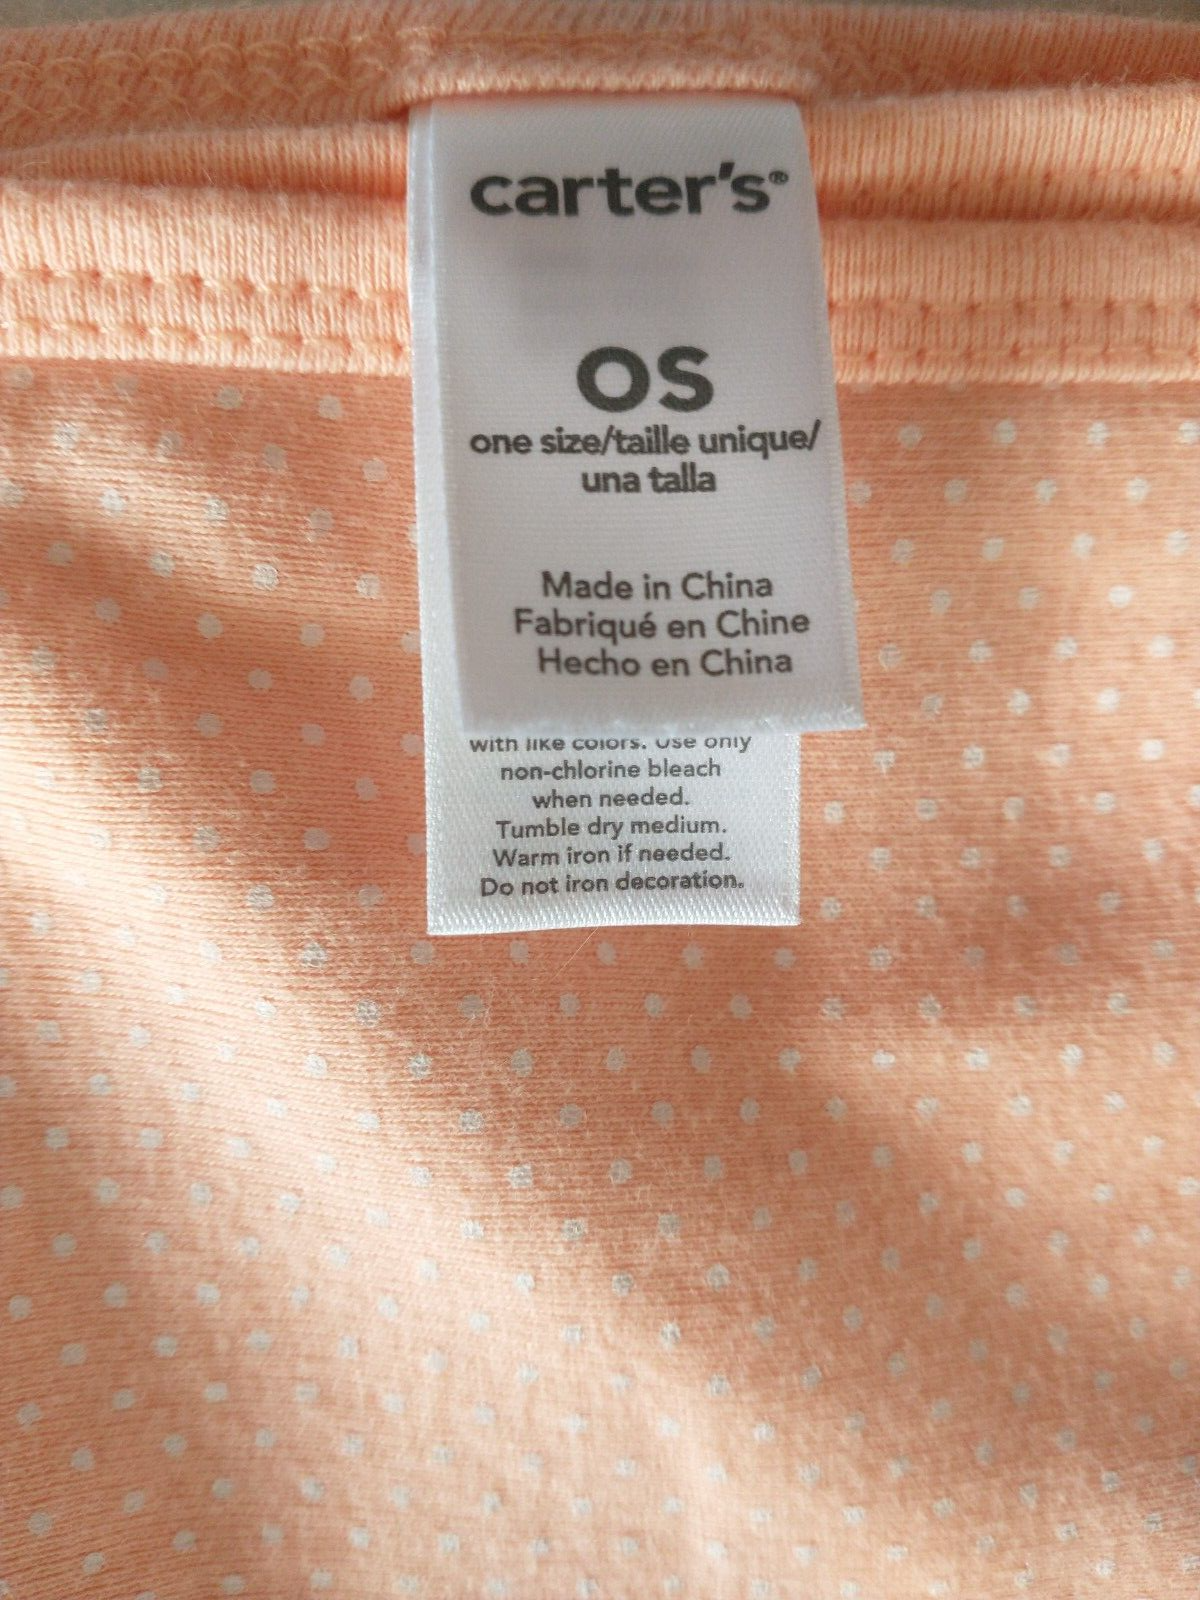 carter's®
OS
one size/taille unique/
una talla
Made in China
Fabriqué en Chine
Hecho en China
with like colors. Use only
non-chlorine bleach
when needed.
Tumble dry medium.
Warm iron if needed.
Do not iron decoration.